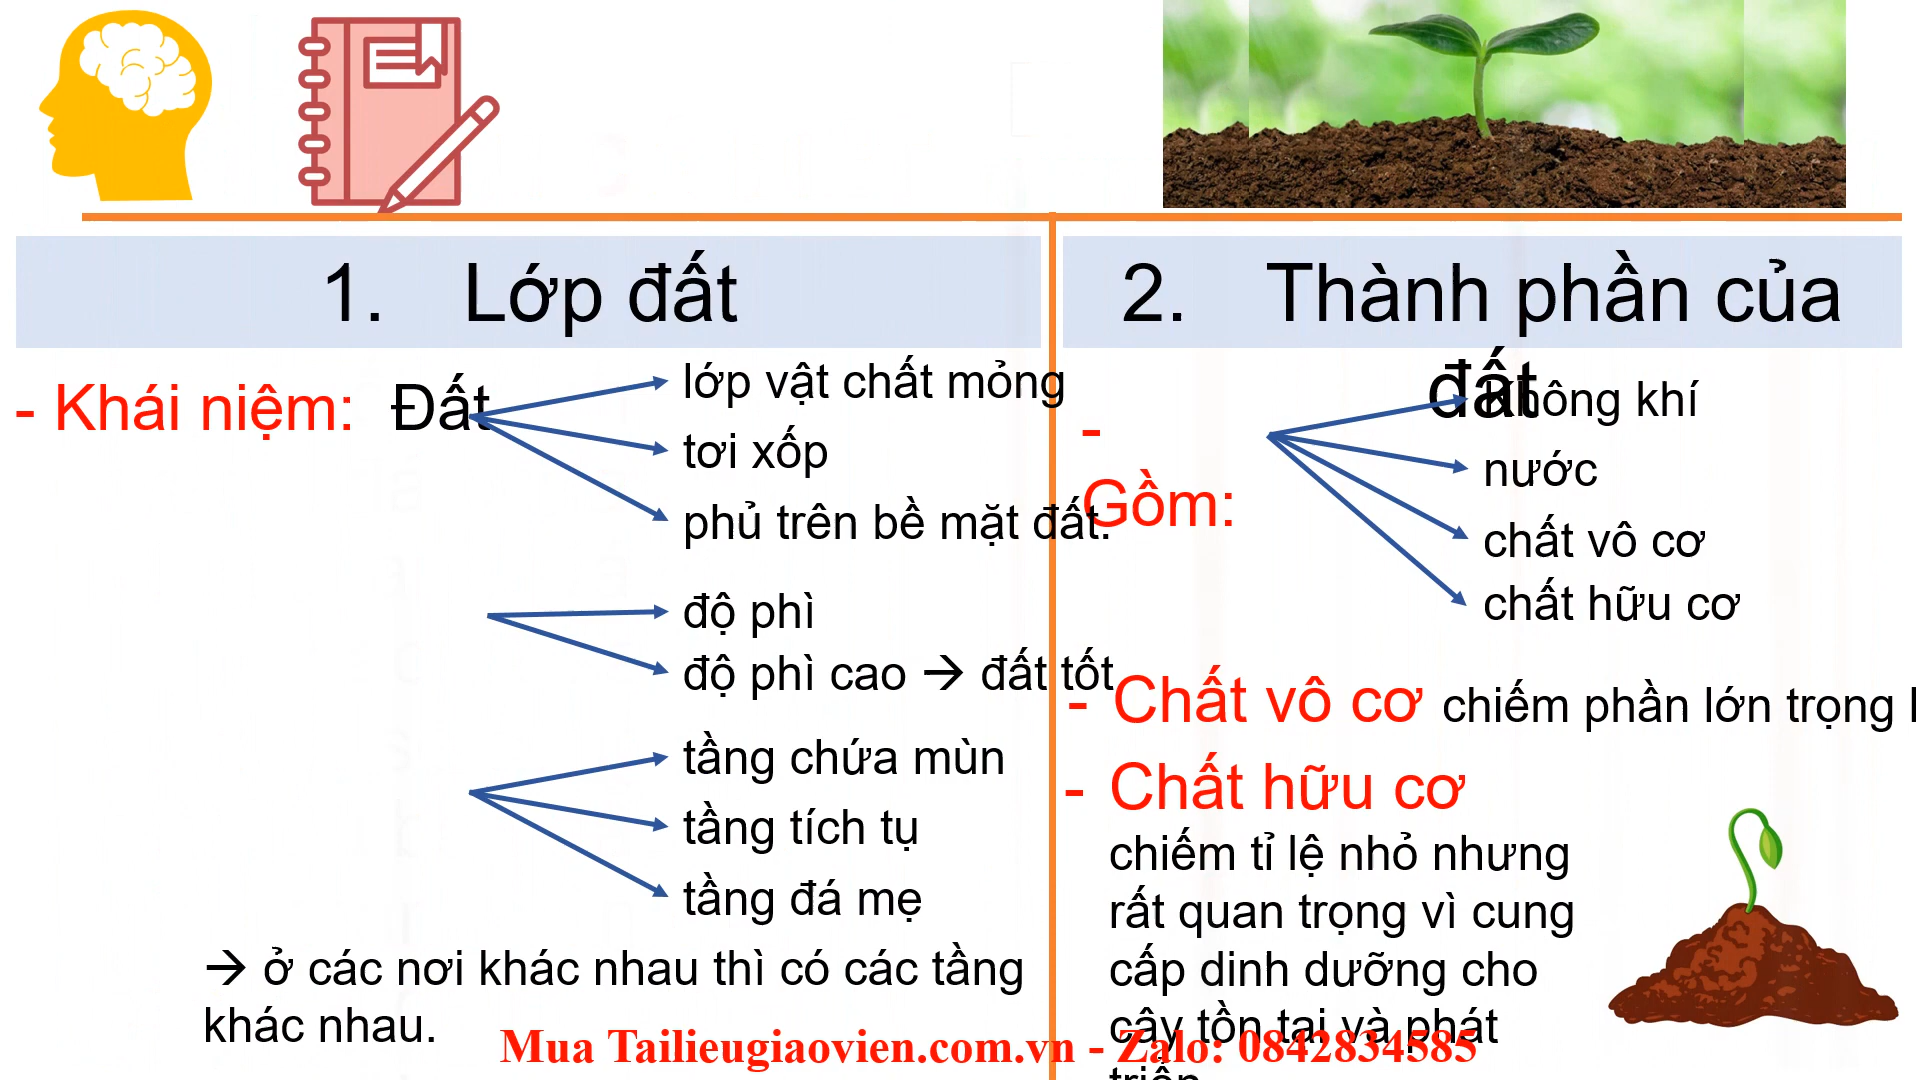 1. Lớp đất
- Khái niệm: Đất
lớp vật chất mỏng
tơi xốp
phủ trên bề mặt đất.
độ phì
độ phì cao → đất tốt
tầng chứa mùn
tầng tích tụ
tầng đá mẹ
→ ở các nơi khác nhau thì có các tầng
khác nhau.
2. Thành phần của
đất
-
Gồm:
Không khí
nước
chất vô cơ
chất hữu cơ
- Chất vô cơ chiếm phần lớn trọng
- Chất hữu cơ
chiếm tỉ lệ nhỏ nhưng
rất quan trọng vì cung
cấp dinh dưỡng cho
cây tồn tại và phát
triển
Mua Tailieugiaovien.com.vn - Zalo: 0842834585